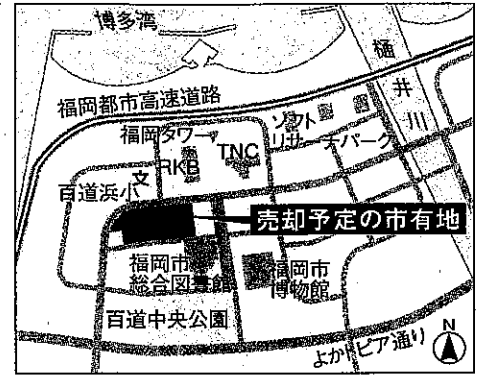 博多湾
樋井川
福岡都市高速道路
福岡タワー
ソフト
リサーチパーク
RKB
TNC
百道浜小
文
売却予定の市有地
福岡市
総合図書館
福岡市
博物館
百道中央公園
よかトピア通り
N